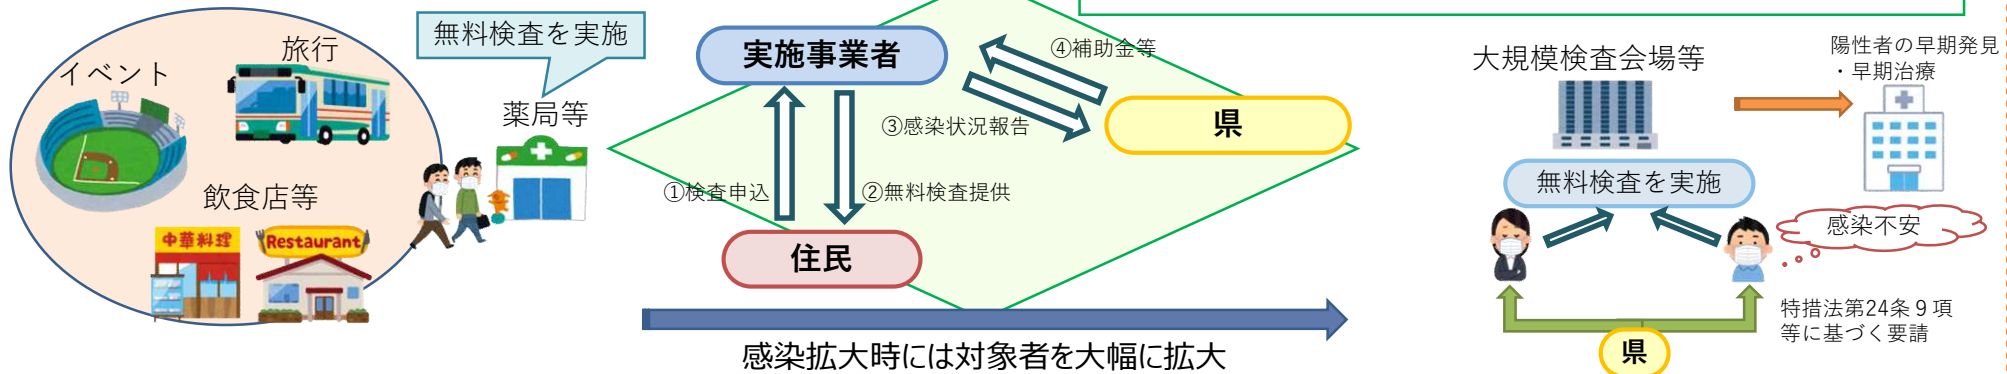 イベント
旅行
飲食店等
中華料理
Restaurant
無料検査を実施
薬局等
実施事業者
④補助金等
③感染状況報告
県
①検査申込
②無料検査提供
住民
感染拡大時には対象者を大幅に拡大
大規模検査会場等
陽性者の早期発見
・早期治療
無料検査を実施
感染不安
特措法第24条9項
等に基づく要請
県